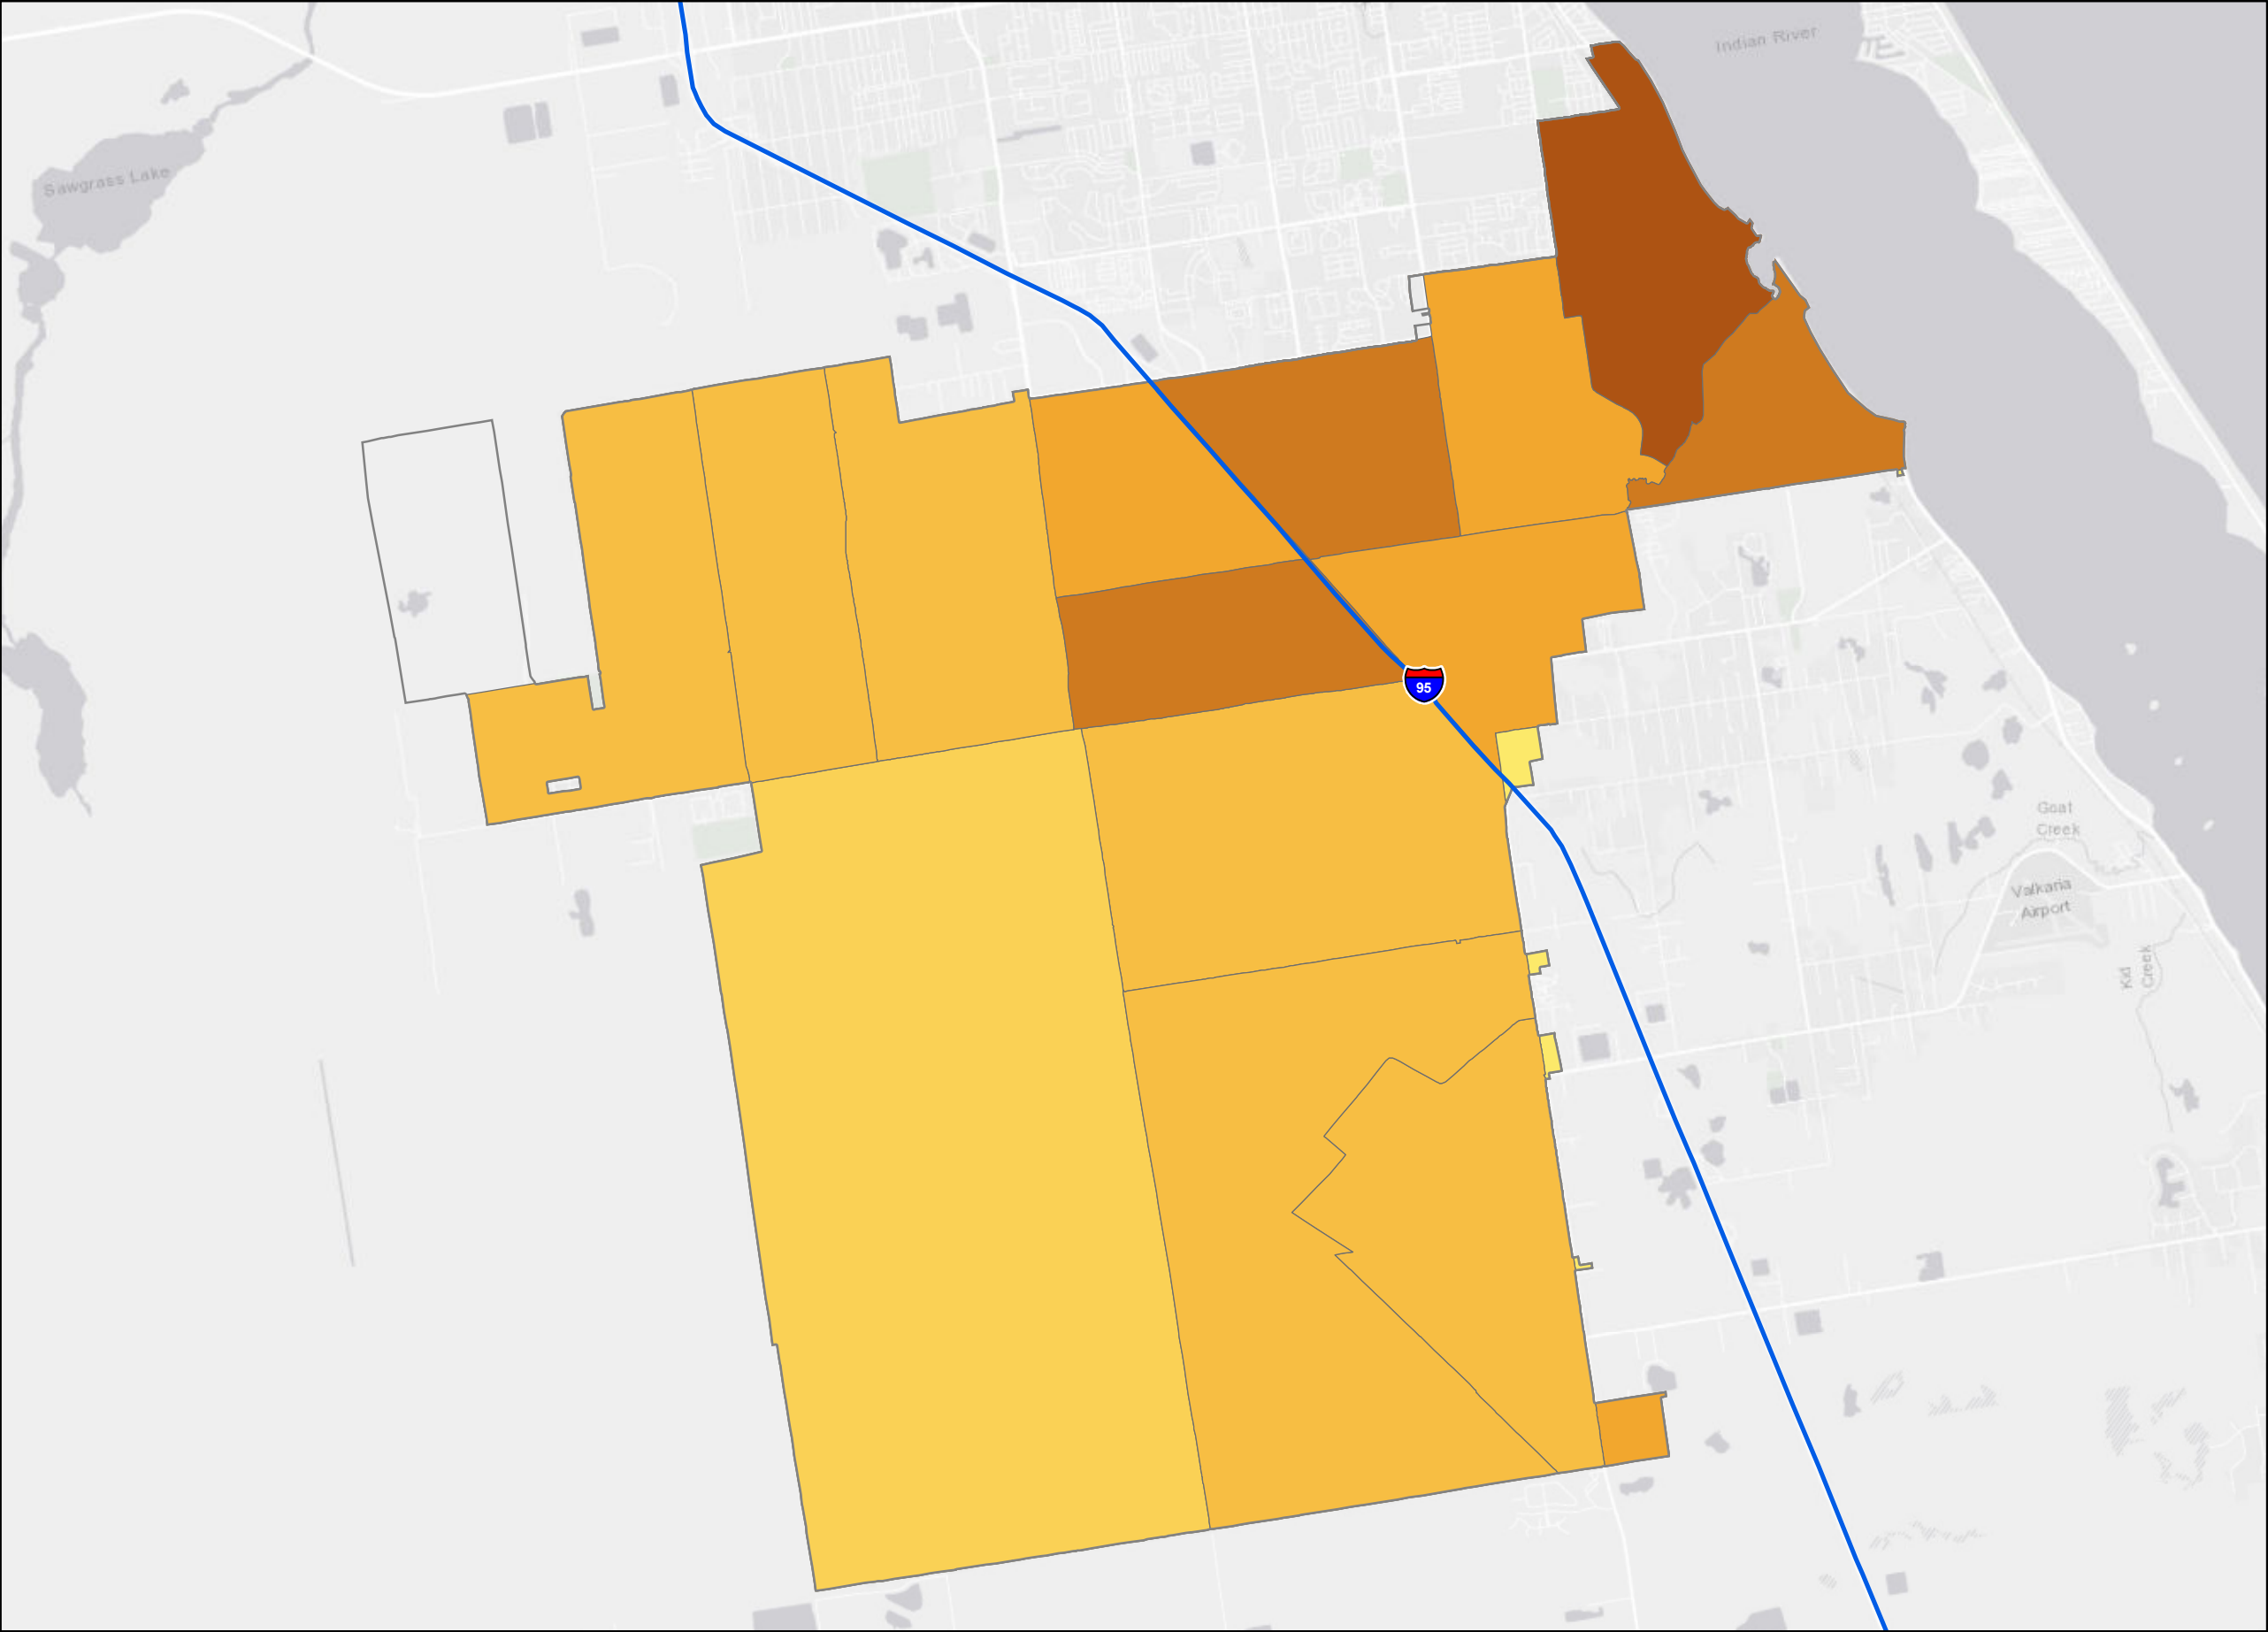 Indian River
Sawgrass Lake
95
Goat
Creek
Valkaria
Airport
Kid
Creek